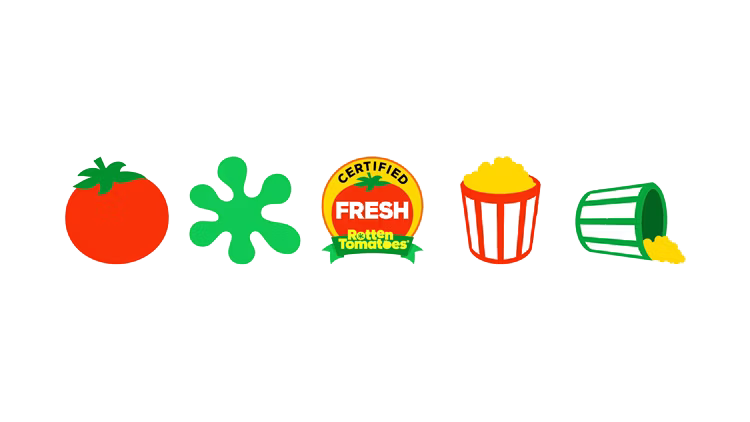 CERTIFIED
FRESH
Rotten
Tomatoes®